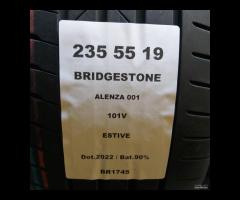 235 55 19
BRIDGESTONE
ALENZA 001
101V
ESTIVE
Dot.2022 / Bat.90%
BR1745